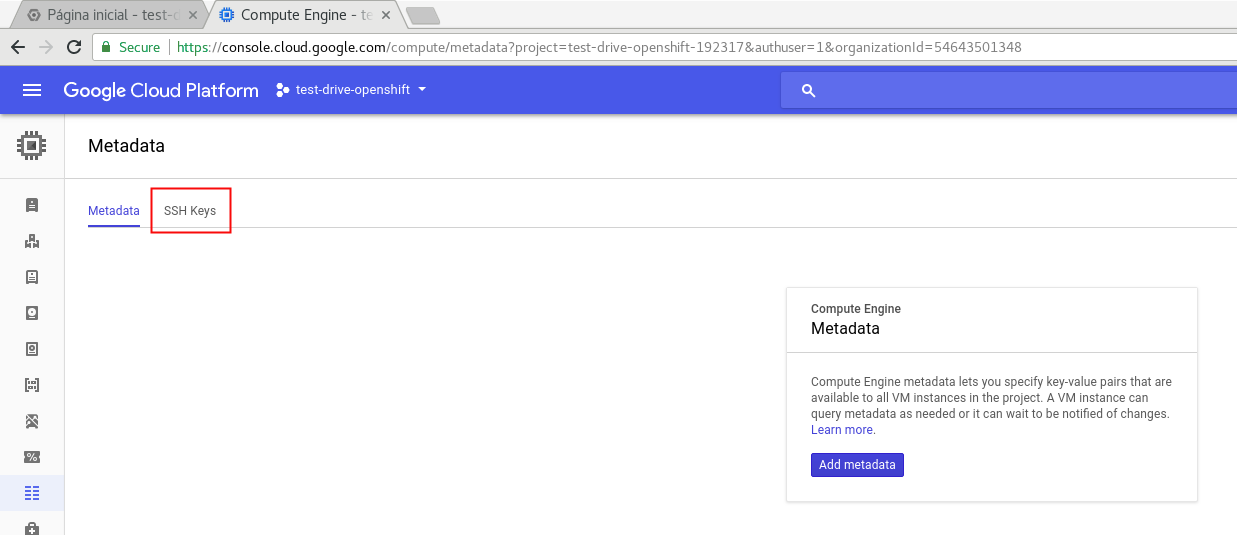 Página inicial - test-d
Compute Engine - te
Secure
https://console.cloud.google.com/compute/metadata?project=test-drive-openshift-192317&authuser=1&organizationId=54643501348
Google Cloud Platform
test-drive-openshift
Metadata
Metadata
SSH Keys
Compute Engine
Metadata
Compute Engine metadata lets you specify key-value pairs that are
available to all VM instances in the project. A VM instance can
query metadata as needed or it can wait to be notified of changes.
Learn more.
Add metadata